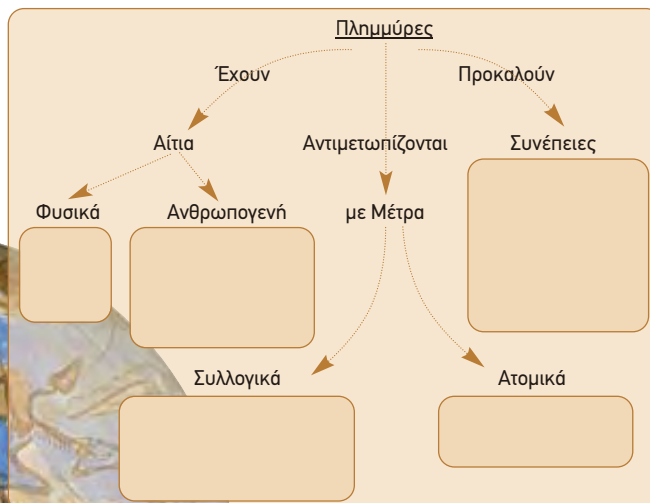 Πλημμύρες
Έχουν
Προκαλούν
Αίτια
Αντιμετωπίζονται
Συνέπειες
Φυσικά
Ανθρωπογενή
με Μέτρα
Συλλογικά
Ατομικά